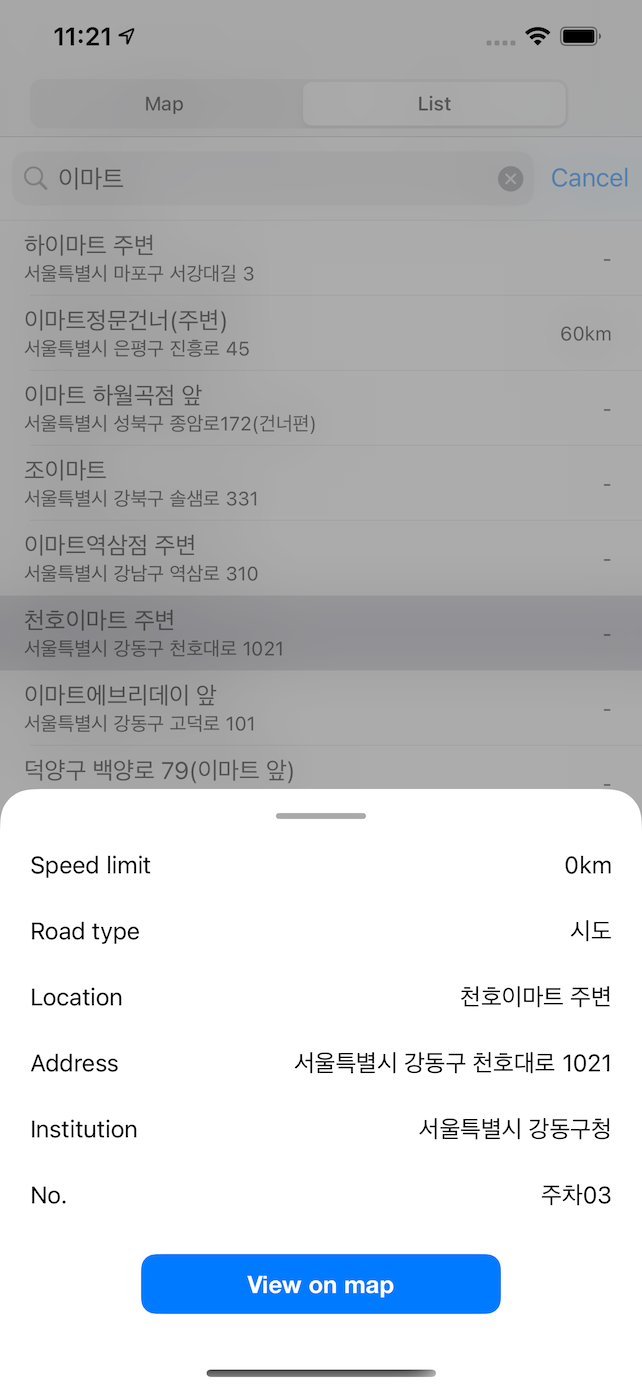 11:21
Map
List
이마트
Cancel
하이마트 주변
서울특별시 마포구 서강대길 3
-
이마트정문건너(주변)
서울특별시 은평구 진흥로 45
60km
이마트 하월곡점 앞
서울특별시 성북구 종암로172(건너편)
-
조이마트
서울특별시 강북구 솔샘로 331
-
이마트역삼점 주변
서울특별시 강남구 역삼로 310
-
천호이마트 주변
서울특별시 강동구 천호대로 1021
-
이마트에브리데이 앞
서울특별시 강동구 고덕로 101
-
덕양구 백양로 79(이마트 앞)
-
Speed limit 0km
Road type 시도
Location 천호이마트 주변
Address 서울특별시 강동구 천호대로 1021
Institution 서울특별시 강동구청
No. 주차03
View on map